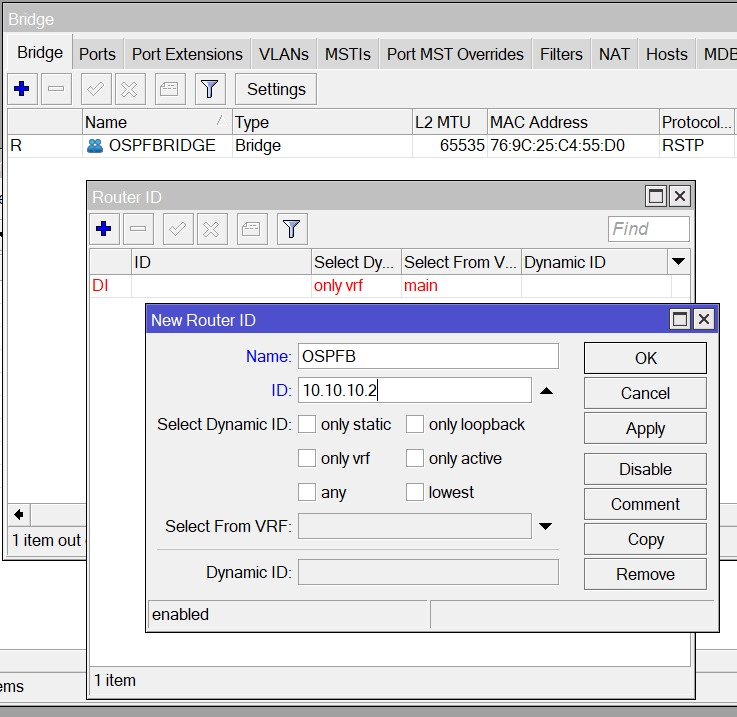 Bridge
Bridge Ports Port Extensions VLANs MSTIs Port MST Overrides Filters NAT Hosts MDB
Settings
Name Type L2 MTU MAC Address Protocol...
R OSPFBRIDGE Bridge 65535 76:9C:25:C4:55:D0 RSTP
Router ID
Find
ID Select Dy... Select From V... Dynamic ID
DI only vrf main
New Router ID
Name: OSPFB OK
ID: 10.10.10.2 Cancel
Select Dynamic ID: only static only loopback Apply
only vrf only active Disable
any lowest Comment
Select From VRF: Copy
Dynamic ID: Remove
enabled
1 item out
1 item
ems